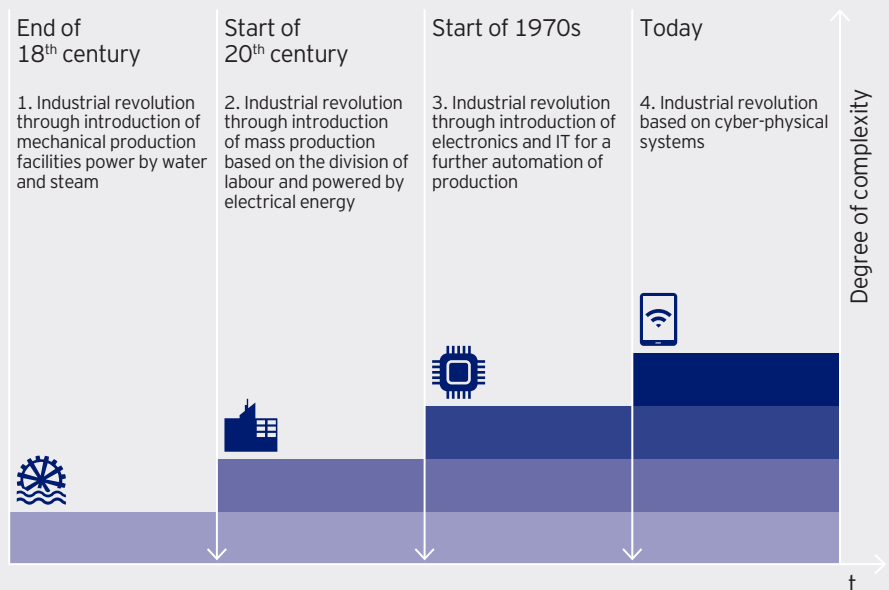 End of
18th century
1. Industrial revolution
through introduction of
mechanical production
facilities power by water
and steam
Start of
20th century
2. Industrial revolution
through introduction
of mass production
based on the division of
labour and powered by
electrical energy
Start of 1970s
3. Industrial revolution
through introduction of
electronics and IT for a
further automation of
production
Today
4. Industrial revolution
based on cyber-physical
systems
Degree of complexity
t